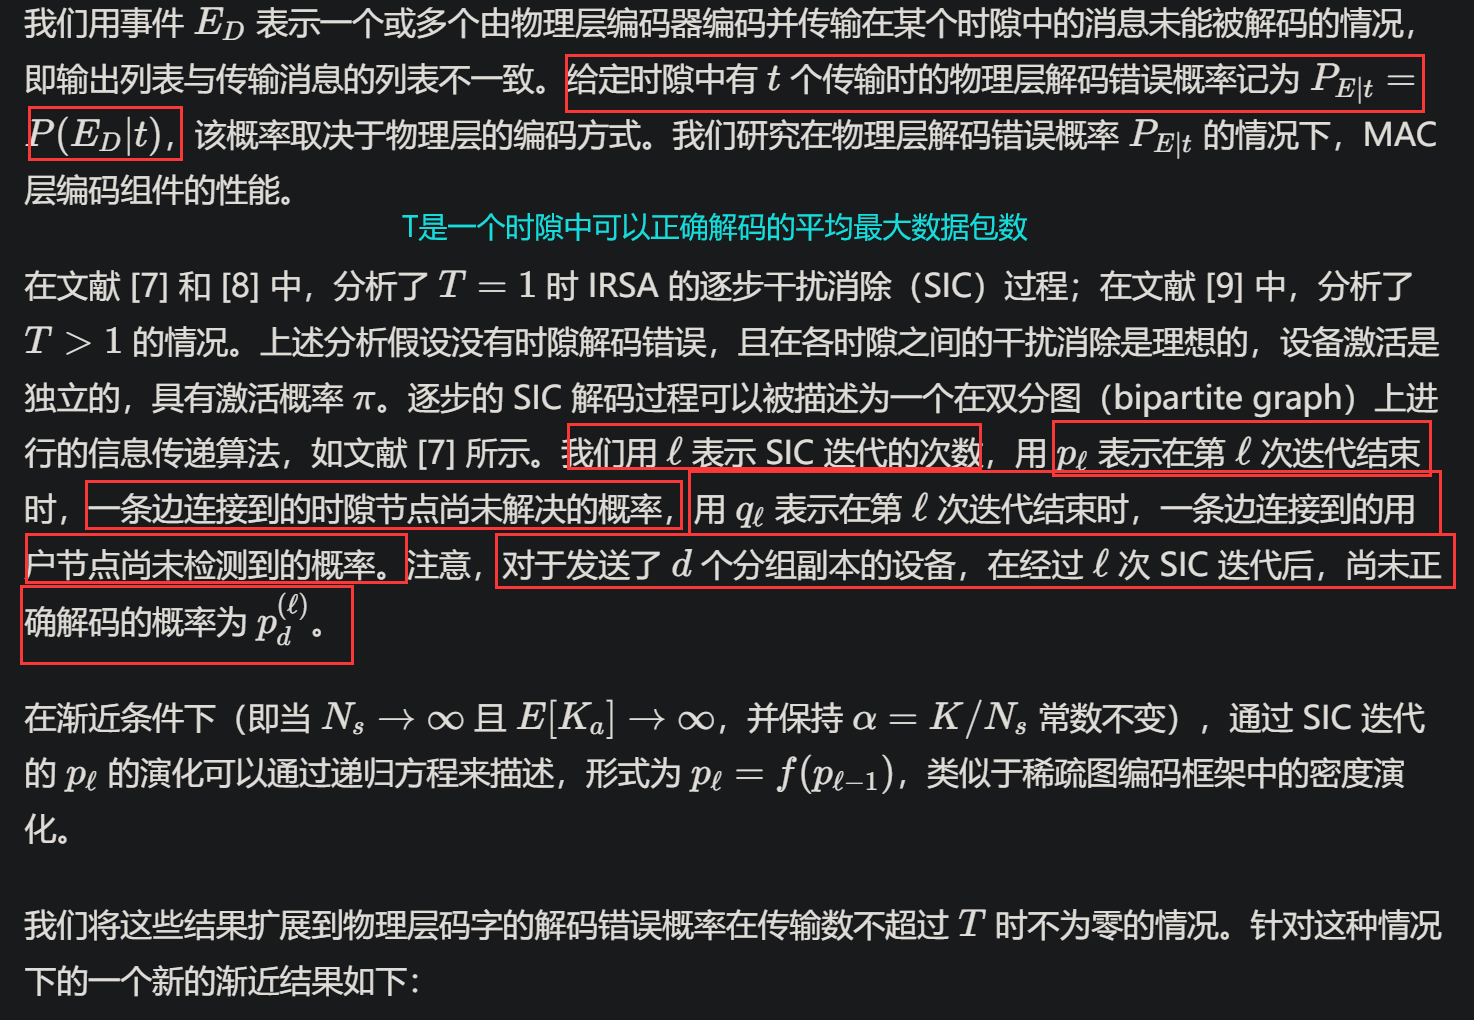 我们用事件 E_D 表示一个或多个由物理层编码器编码并传输在某个时隙中的消息未能被解码的情况，
即输出列表与传输消息的列表不一致。给定时隙中有 t 个传输时的物理层解码错误概率记为 P_{E|t} =
P(E_D|t)，该概率取决于物理层的编码方式。我们研究在物理层解码错误概率 P_{E|t} 的情况下，MAC
层编码组件的性能。
T是一个时隙中可以正确解码的平均最大数据包数
在文献 [7] 和 [8] 中，分析了 T = 1 时 IRSA 的逐步干扰消除（SIC）过程；在文献 [9] 中，分析了
T > 1 的情况。上述分析假设没有时隙解码错误，且在各时隙之间的干扰消除是理想的，设备激活是
独立的，具有激活概率 π。逐步的 SIC 解码过程可以被描述为一个在双分图（bipartite graph）上进
行的信息传递算法，如文献 [7] 所示。我们用 ℓ 表示 SIC 迭代的次数，用 p_ℓ 表示在第 ℓ 次迭代结束
时，一条边连接到的时隙节点尚未解决的概率，用 q_ℓ 表示在第 ℓ 次迭代结束时，一条边连接到的用
户节点尚未检测到的概率。注意，对于发送了 d 个分组副本的设备，在经过 ℓ 次 SIC 迭代后，尚未正
确解码的概率为 p_d^{(ℓ)}。
在渐近条件下（即当 N_s → ∞ 且 E[K_a] → ∞，并保持 α = K/N_s 常数不变），通过 SIC 迭代
的 p_ℓ 的演化可以通过递归方程来描述，形式为 p_ℓ = f(p_{ℓ−1})，类似于稀疏图编码框架中的密度演
化。
我们将这些结果扩展到物理层码字的解码错误概率在传输数不超过 T 时不为零的情况。针对这种情况
下的一个新的渐近结果如下：